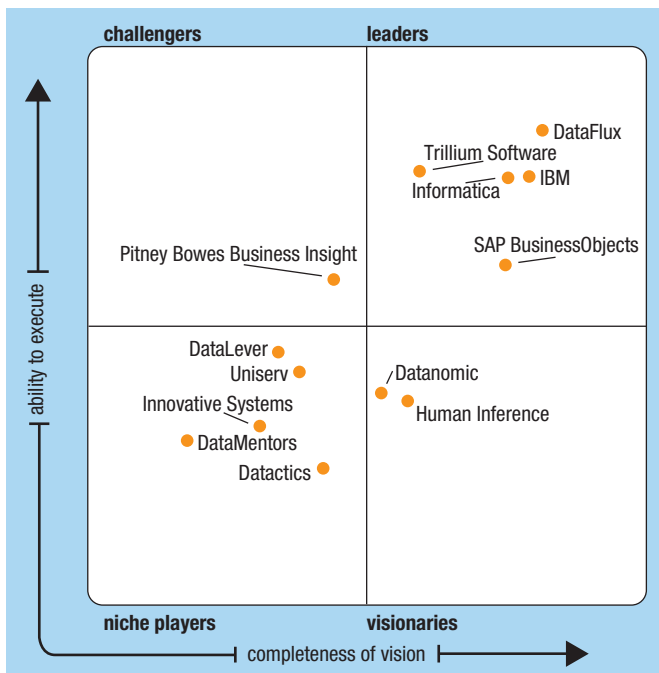 challengers
leaders
DataFlux
Trillium Software
Informatica
IBM
SAP BusinessObjects
Pitney Bowes Business Insight
DataLever
Uniserv
Innovative Systems
DataMentors
Datactics
Datanomic
Human Inference
ability to execute
niche players
visionaries
completeness of vision